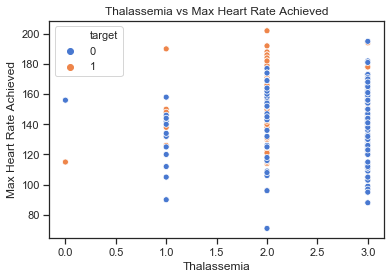 Thalassemia vs Max Heart Rate Achieved
target
0
1
Max Heart Rate Achieved
200
180
160
140
120
100
80
0.0 0.5 1.0 1.5 2.0 2.5 3.0
Thalassemia